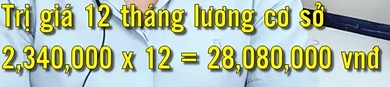 Trị giá 12 tháng lương cơ sở
2,340,000 x 12 = 28,080,000 vnđ